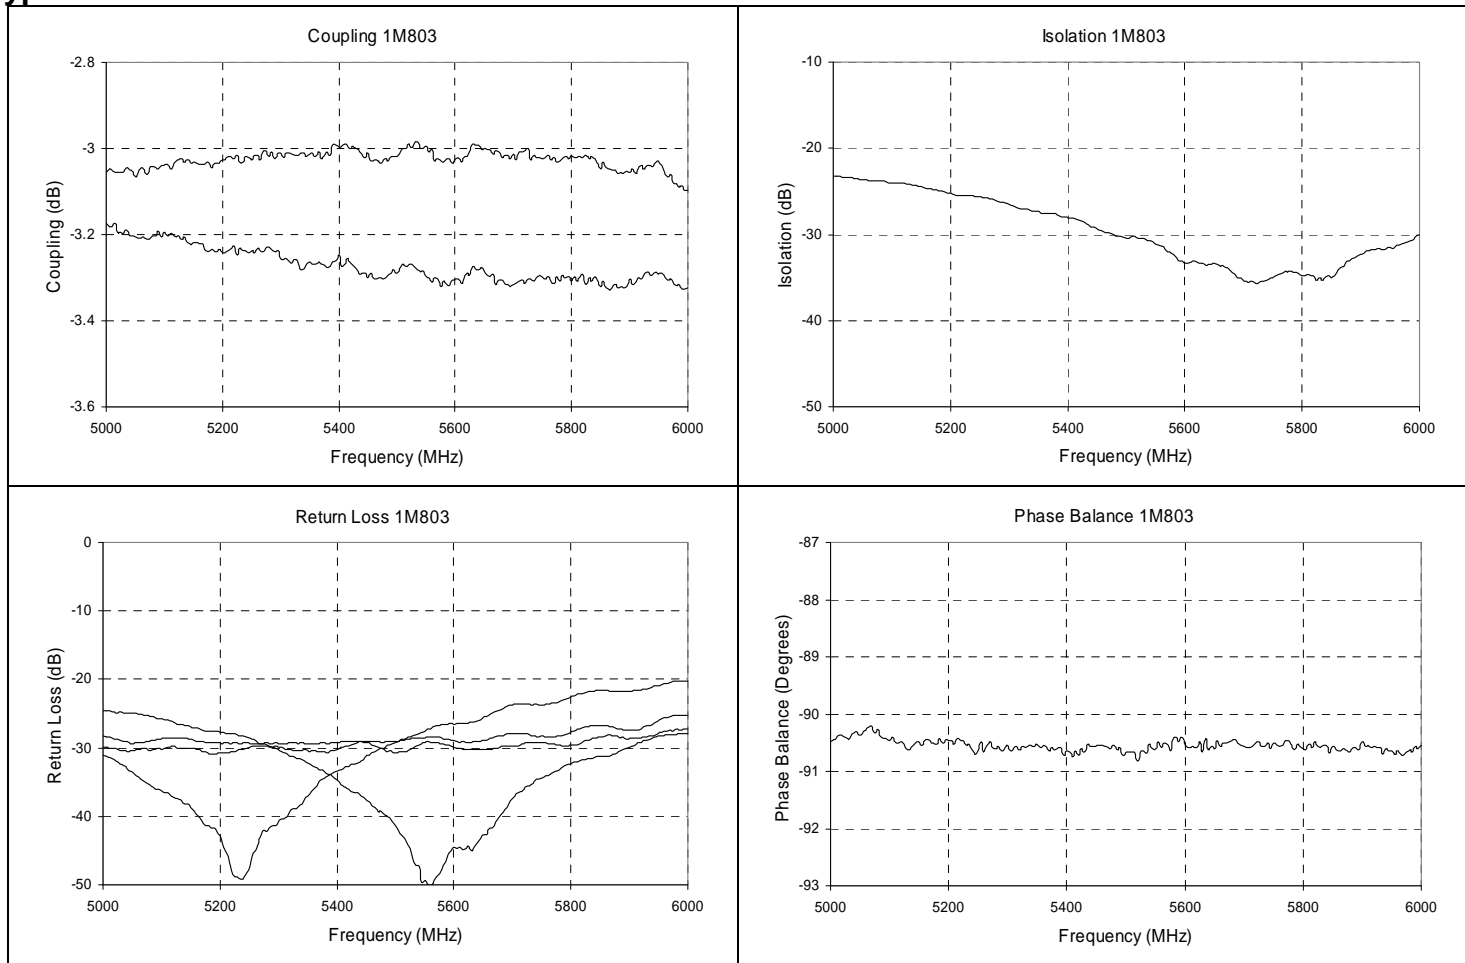 Coupling 1M803
-2.8
-3
-3.2
-3.4
-3.6
Coupling (dB)
5000 5200 5400 5600 5800 6000
Frequency (MHz)
Isolation 1M803
-10
-20
-30
-40
-50
Isolation (dB)
5000 5200 5400 5600 5800 6000
Frequency (MHz)
Return Loss 1M803
0
-10
-20
-30
-40
-50
Return Loss (dB)
5000 5200 5400 5600 5800 6000
Frequency (MHz)
Phase Balance 1M803
-87
-88
-89
-90
-91
-92
-93
Phase Balance (Degrees)
5000 5200 5400 5600 5800 6000
Frequency (MHz)